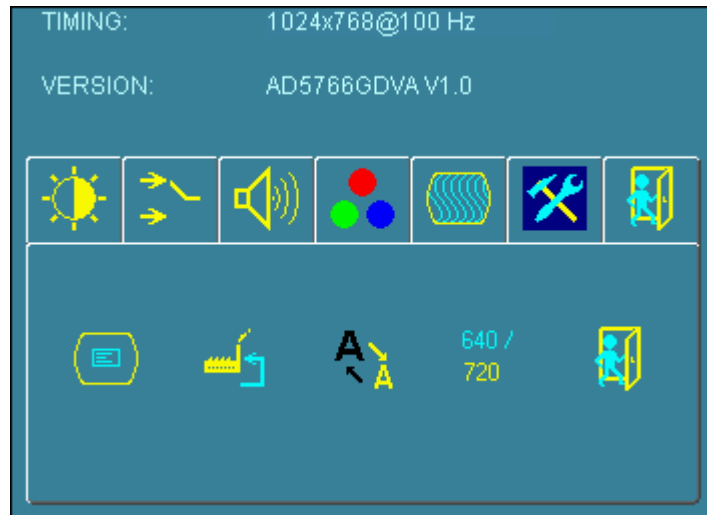 TIMING: 1024x768@100 Hz
VERSION: AD5766GDVA V1.0
A
A
640 /
720